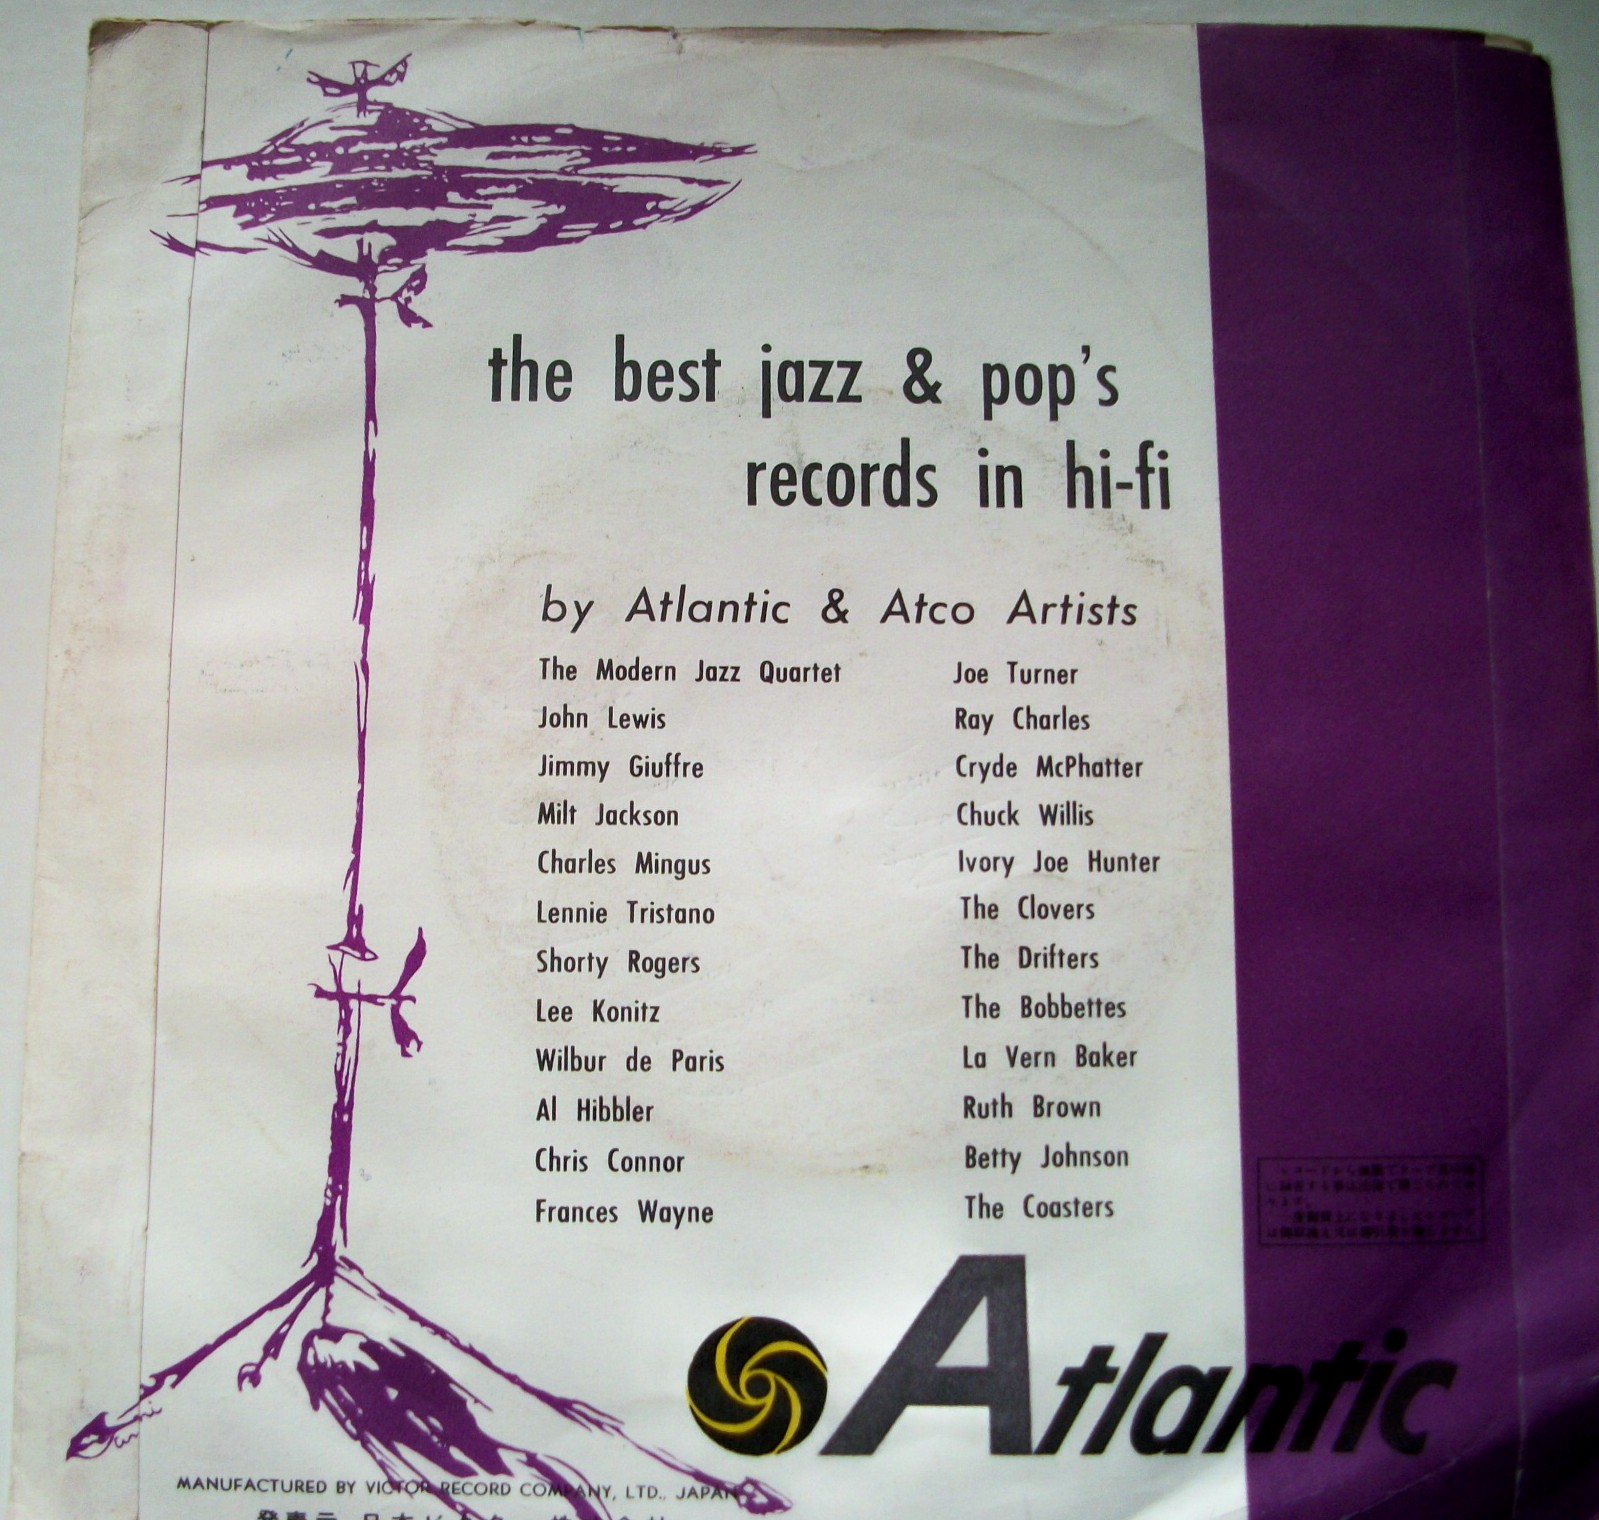 the best jazz & pop's
records in hi-fi
by Atlantic & Atco Artists
The Modern Jazz Quartet
John Lewis
Jimmy Giuffre
Milt Jackson
Charles Mingus
Lennie Tristano
Shorty Rogers
Lee Konitz
Wilbur de Paris
Al Hibbler
Chris Connor
Frances Wayne
Joe Turner
Ray Charles
Cryde McPhatter
Chuck Willis
Ivory Joe Hunter
The Clovers
The Drifters
The Bobbettes
La Vern Baker
Ruth Brown
Betty Johnson
The Coasters
Atlantic
MANUFACTURED BY VICTOR RECORD COMPANY, LTD., JAPAN